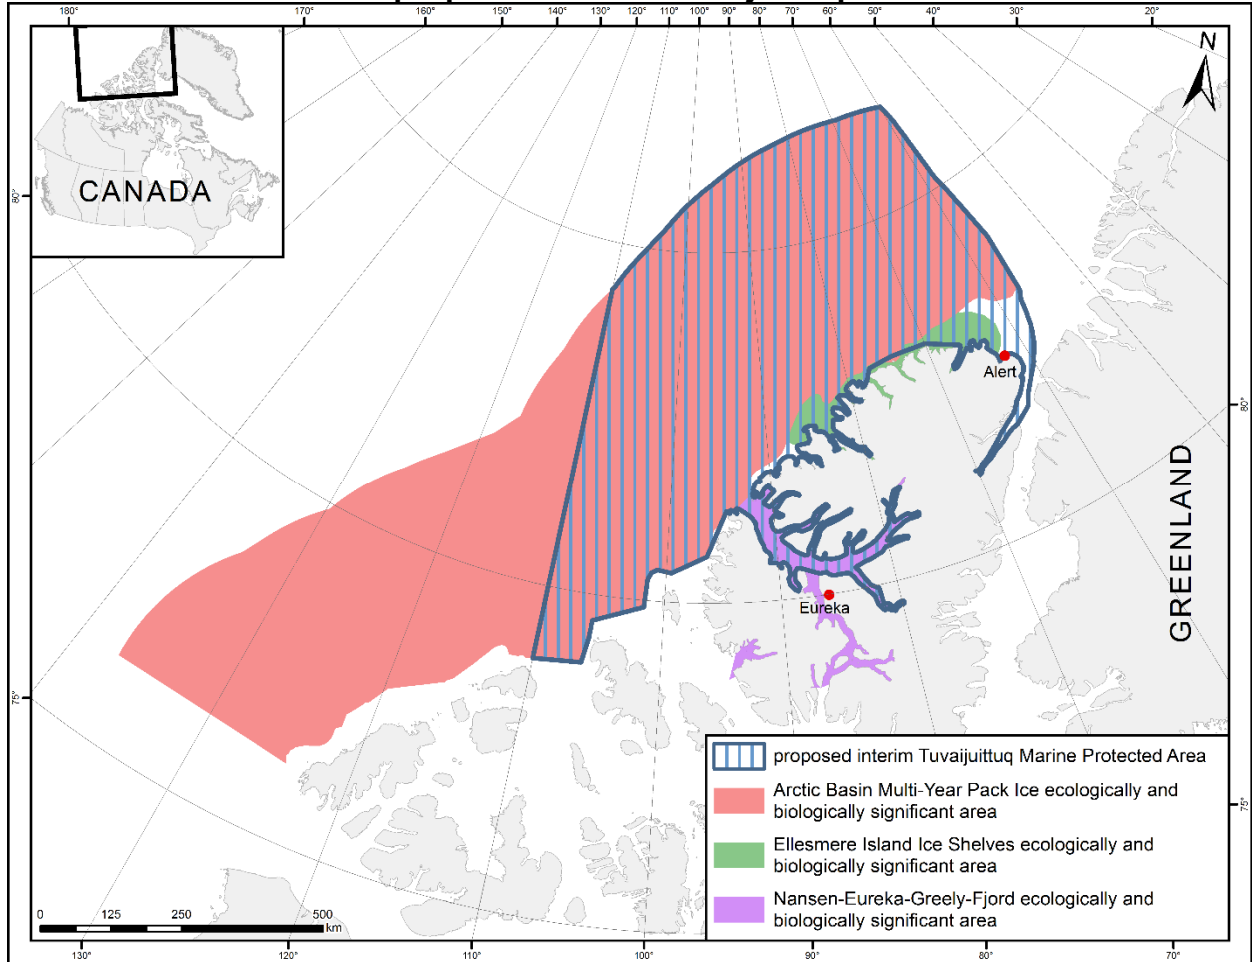 180° 170° 160° 150° 140° 130° 120° 110° 100° 90° 80° 70° 60° 50° 40° 30° 20°
N
CANADA
80°
Alert
80°
GREENLAND
Eureka
75°
75°
proposed interim Tuvaijuittuq Marine Protected Area
Arctic Basin Multi-Year Pack Ice ecologically and
biologically significant area
Ellesmere Island Ice Shelves ecologically and
biologically significant area
Nansen-Eureka-Greely-Fjord ecologically and
biologically significant area
0 125 250 500
km
130° 120° 110° 100° 90° 80° 70°